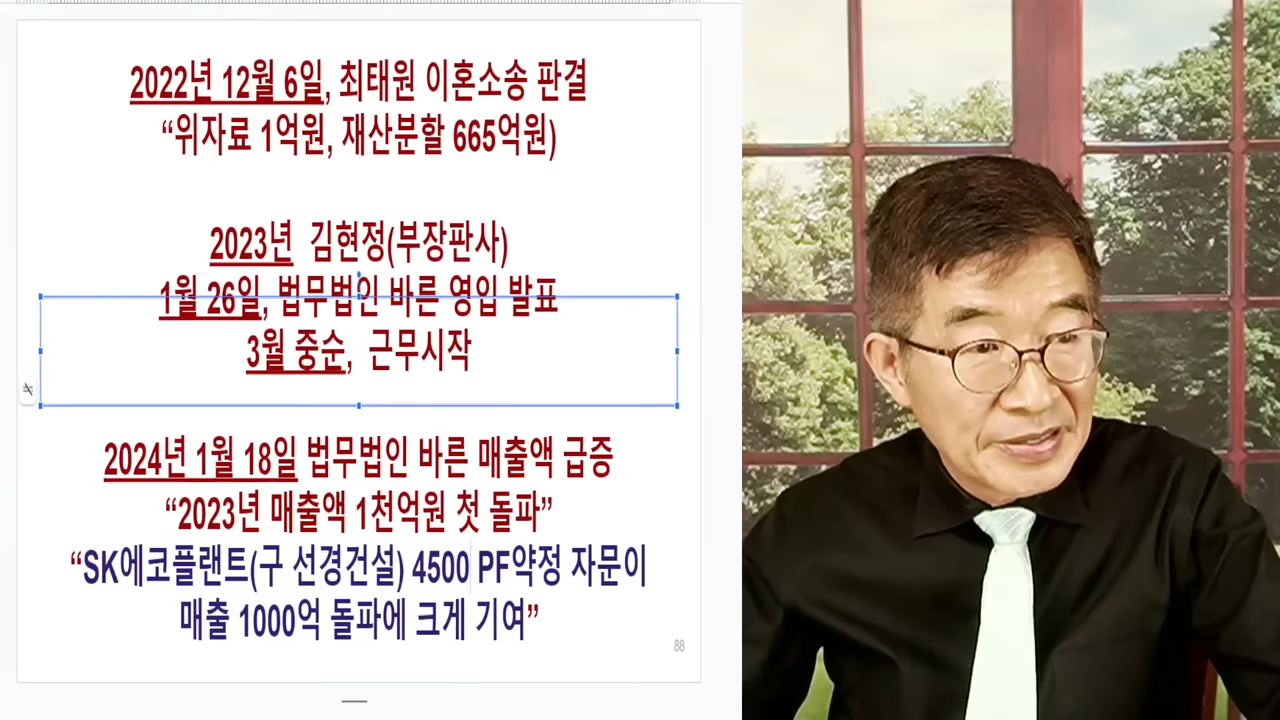 2022년 12월 6일, 최태원 이혼소송 판결
“위자료 1억원, 재산분할 665억원)
2023년 김현정(부장판사)
1월 26일, 법무법인 바른 영입 발표
3월 중순, 근무시작
2024년 1월 18일 법무법인 바른 매출액 급증
“2023년 매출액 1천억원 첫 돌파”
“SK에코플랜트(구 선경건설) 4500 PF약정 자문이
매출 1000억 돌파에 크게 기여”
88